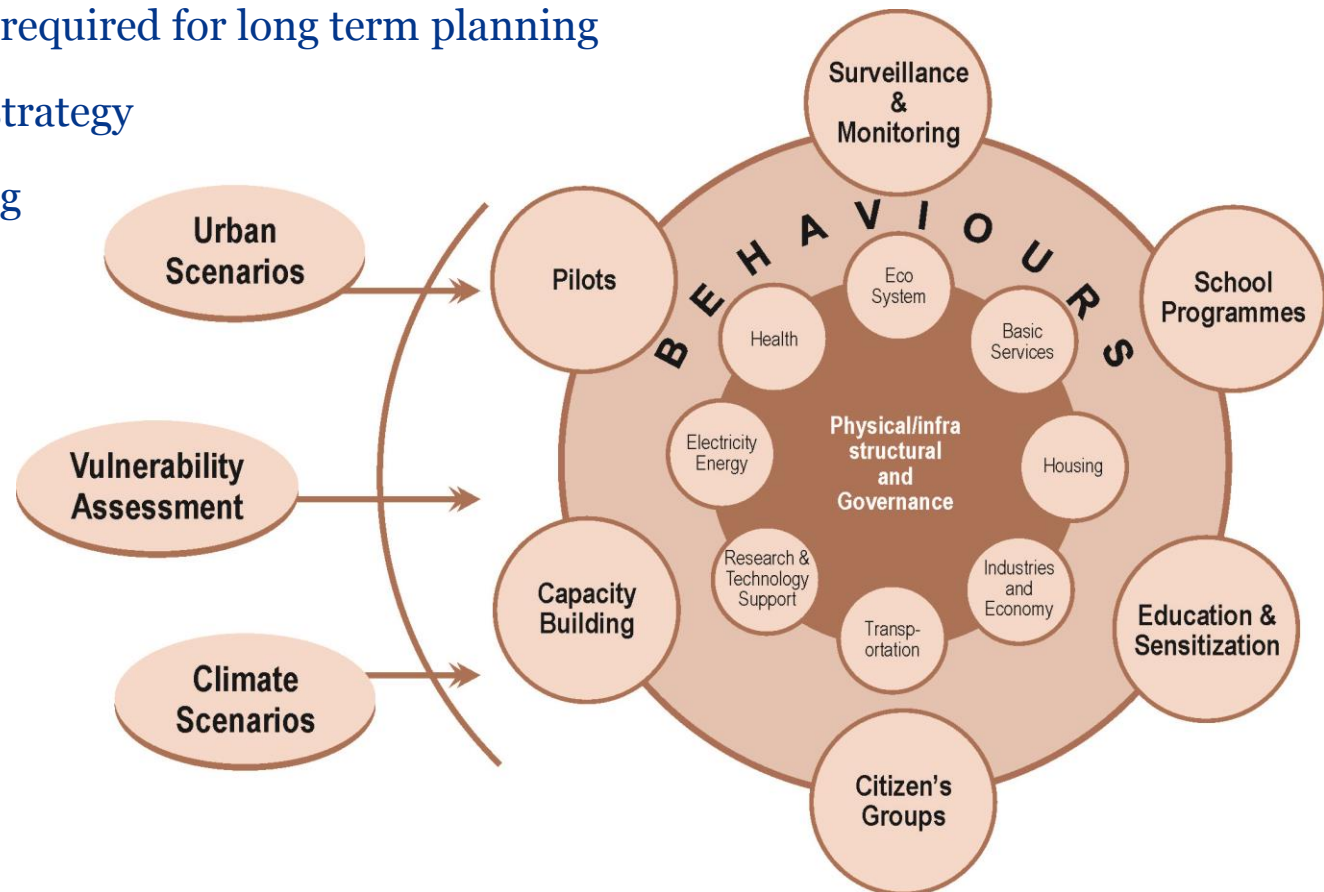 required for long term planning
strategy
g
Surveillance
&
Monitoring
Urban
Scenarios
Pilots
BEHAVIOURS
School
Programmes
Eco
System
Health
Basic
Services
Vulnerability
Assessment
Electricity
Energy
Physical/infra
structural
and
Governance
Housing
Research &
Technology
Support
Industries
and
Economy
Capacity
Building
Transp-
ortation
Education &
Sensitization
Climate
Scenarios
Citizen's
Groups